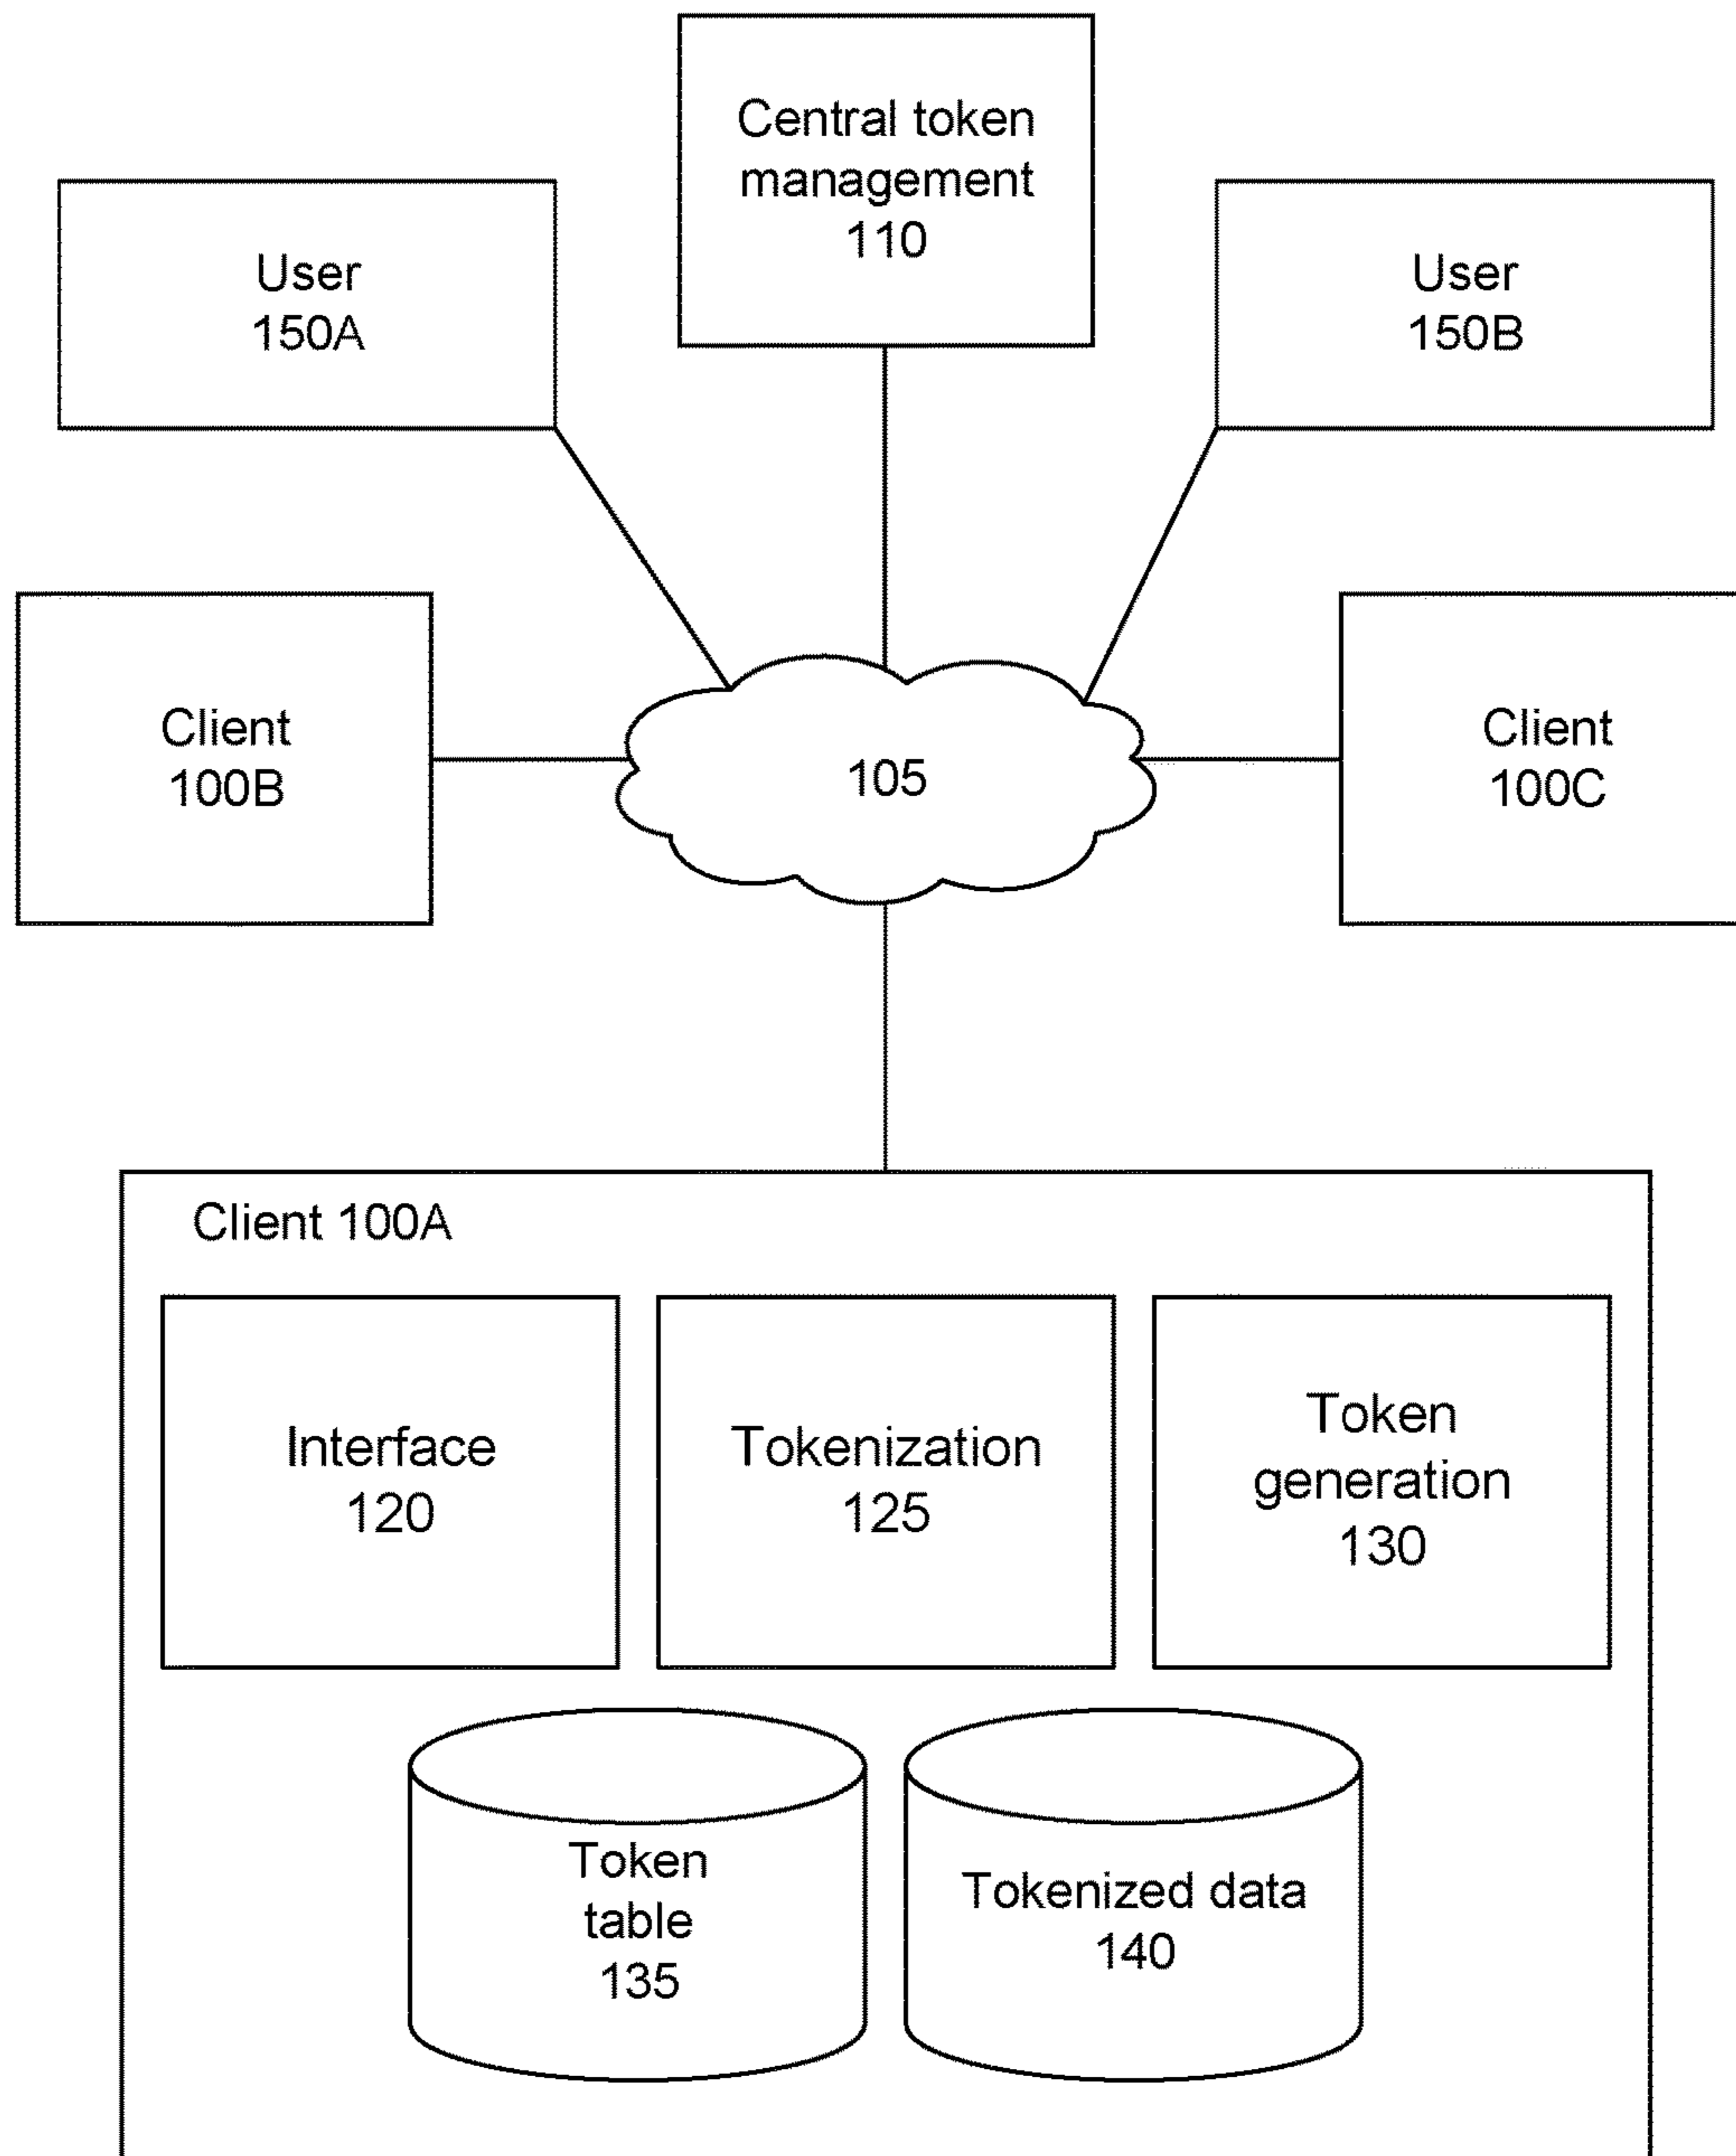 Central token
management
110
User
150A
User
150B
Client
100B
105
Client
100C
Client 100A
Interface
120
Tokenization
125
Token
generation
130
Token
table
135
Tokenized data
140